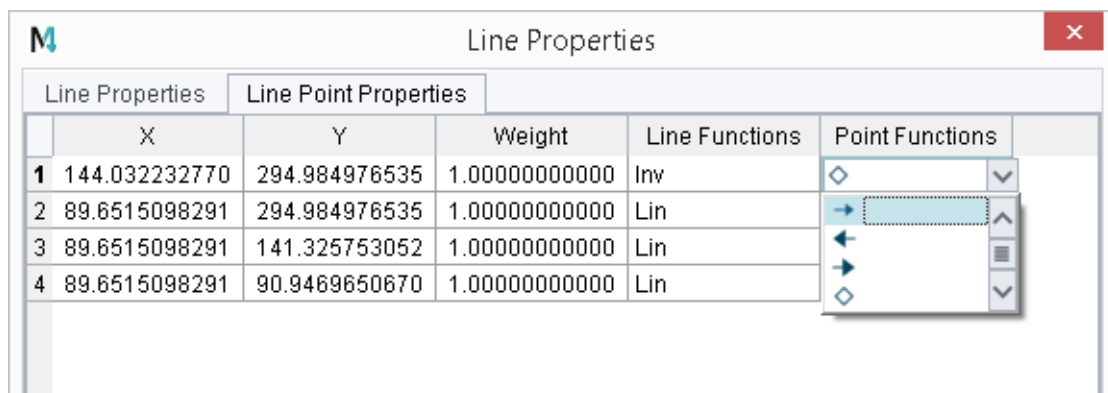 Line Properties
Line Properties Line Point Properties
X Y Weight Line Functions Point Functions
1 144.032232770 294.984976535 1.00000000000 Inv
2 89.6515098291 294.984976535 1.00000000000 Lin
3 89.6515098291 141.325753052 1.00000000000 Lin
4 89.6515098291 90.9469650670 1.00000000000 Lin